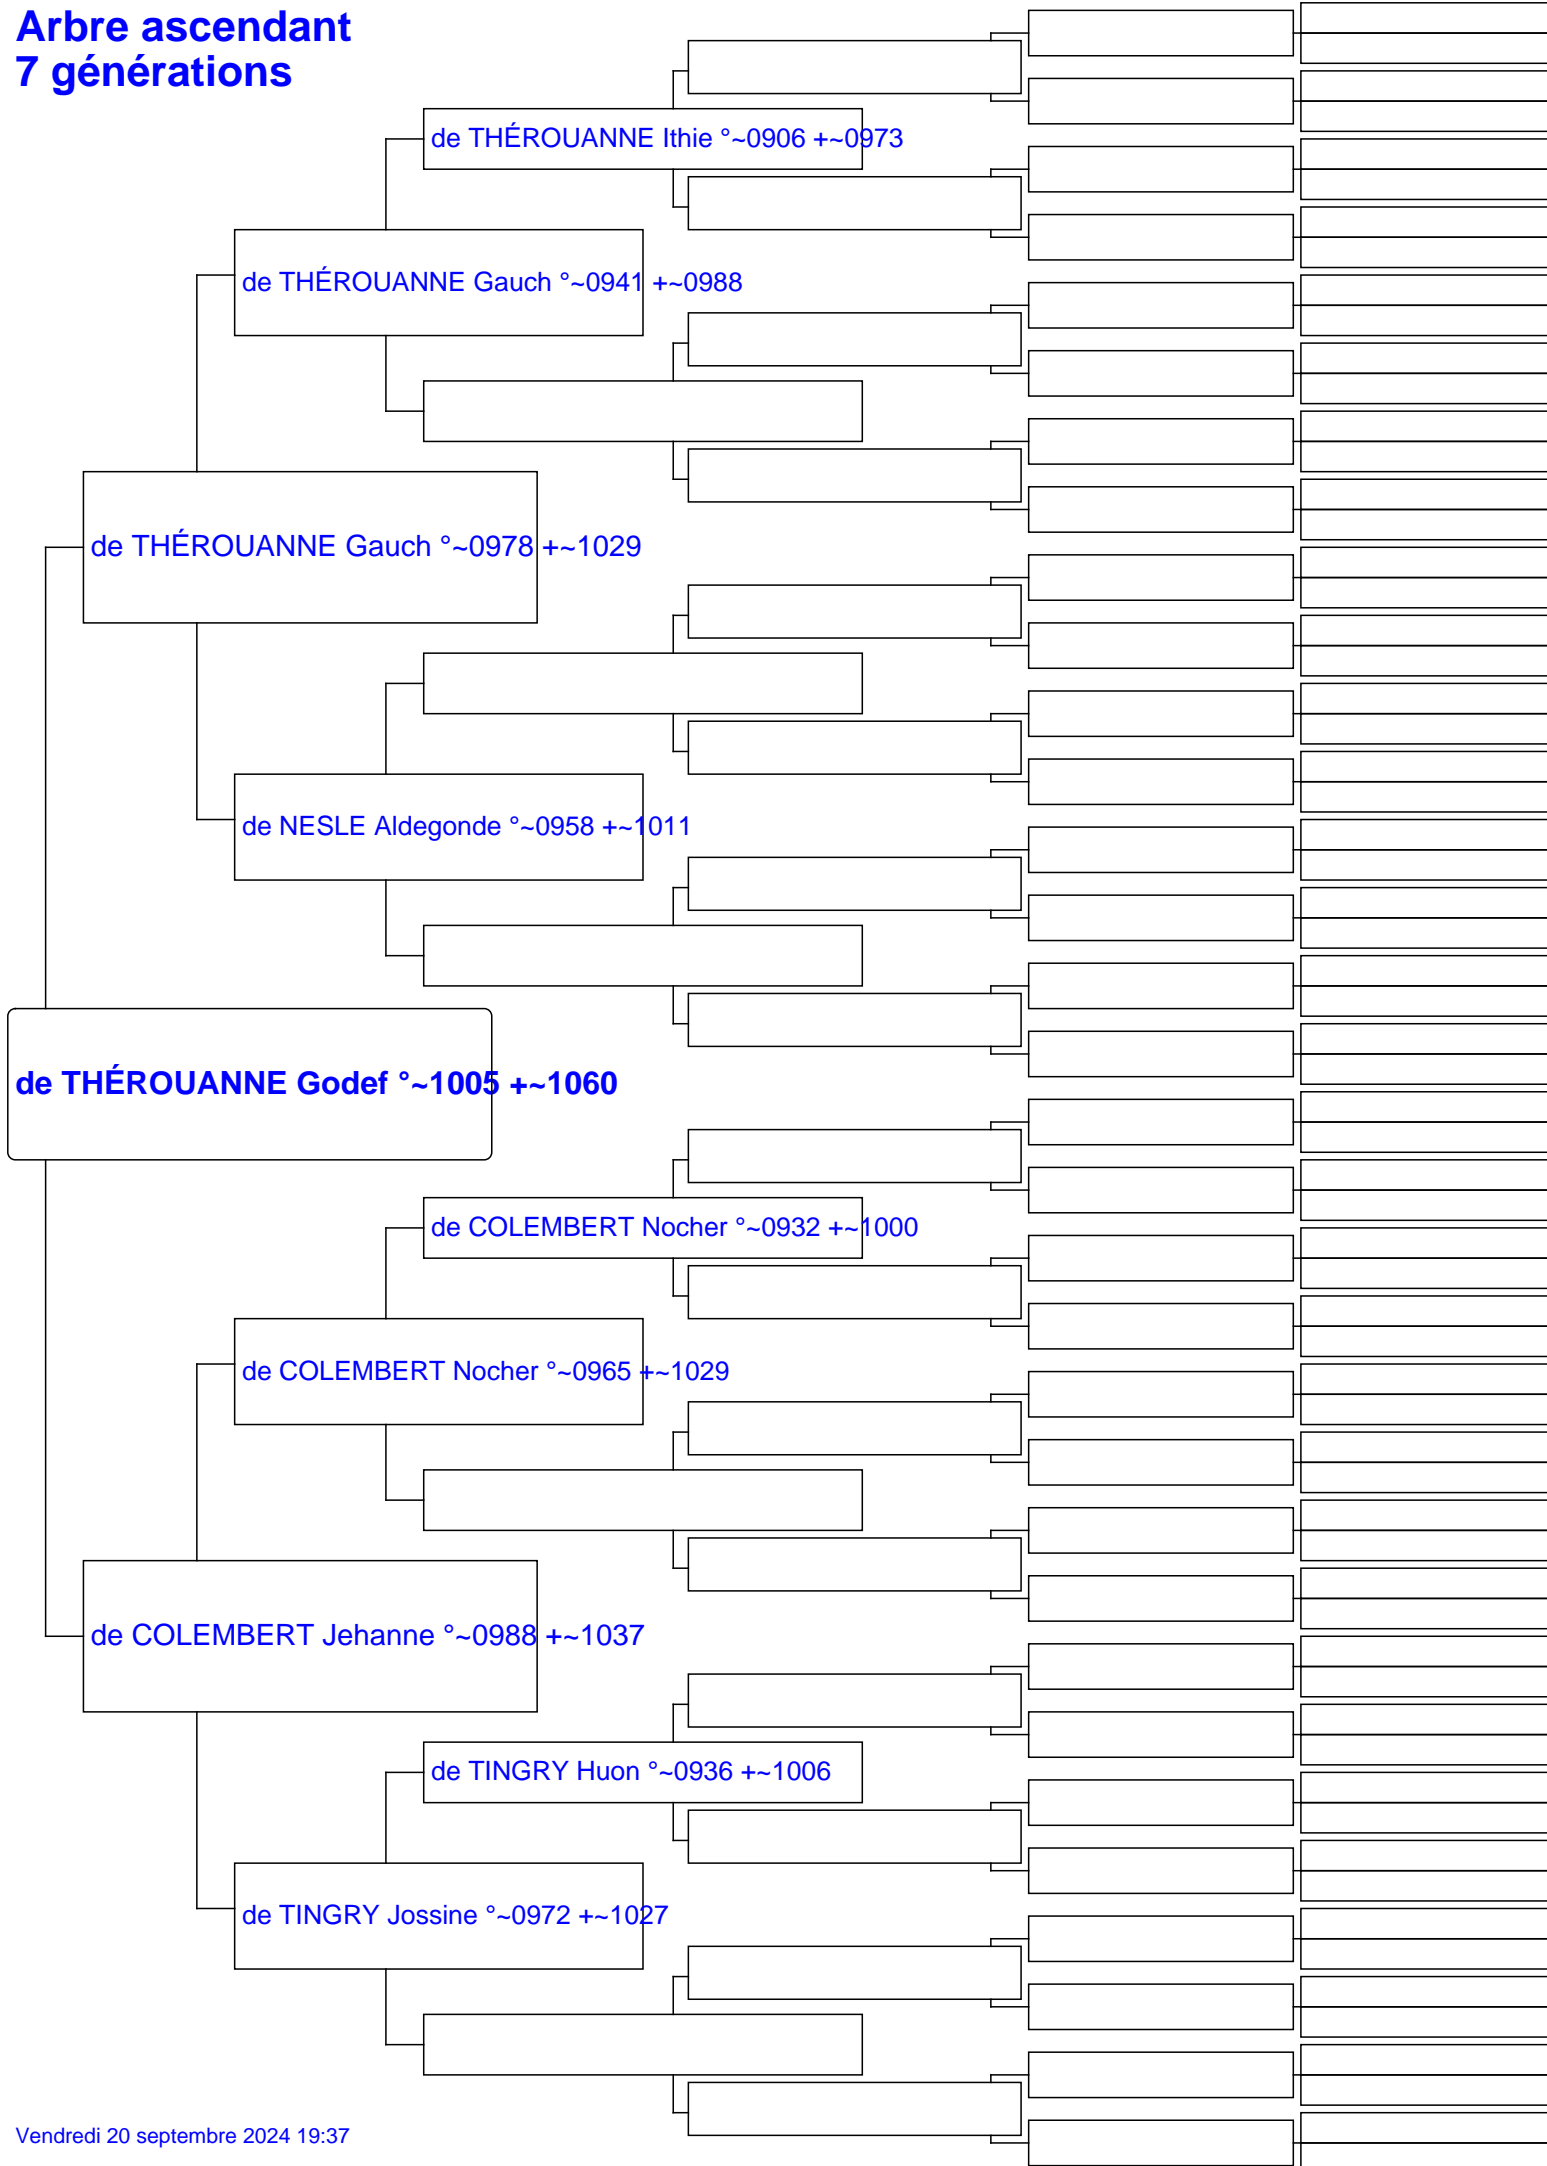 Arbre ascendant
7 générations
de THÉROUANNE Ithie °~0906 +~0973
de THÉROUANNE Gauch °~0941 +~0988
de THÉROUANNE Gauch °~0978 +~1029
de NESLE Aldegonde °~0958 +~1011
de THÉROUANNE Godef °~1005 +~1060
de COLEMBERT Nocher °~0932 +~1000
de COLEMBERT Nocher °~0965 +~1029
de COLEMBERT Jehanne °~0988 +~1037
de TINGRY Huon °~0936 +~1006
de TINGRY Jossine °~0972 +~1027
Vendredi 20 septembre 2024 19:37